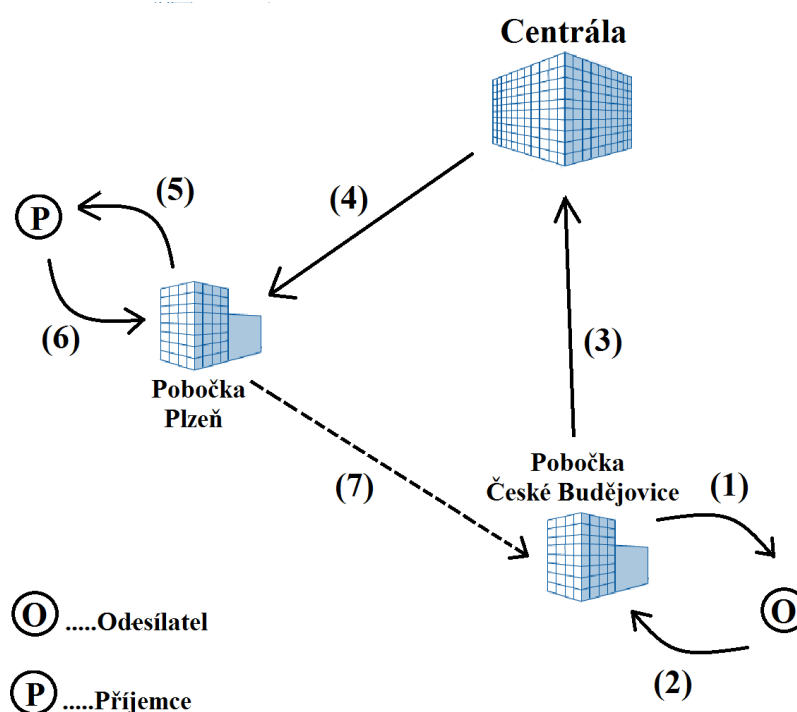 Centrála
(5)
(4)
P
(6)
(3)
Pobočka
Plzeň
(7)
Pobočka
České Budějovice
(1)
O
(2)
O .....Odesílatel
P .....Příjemce